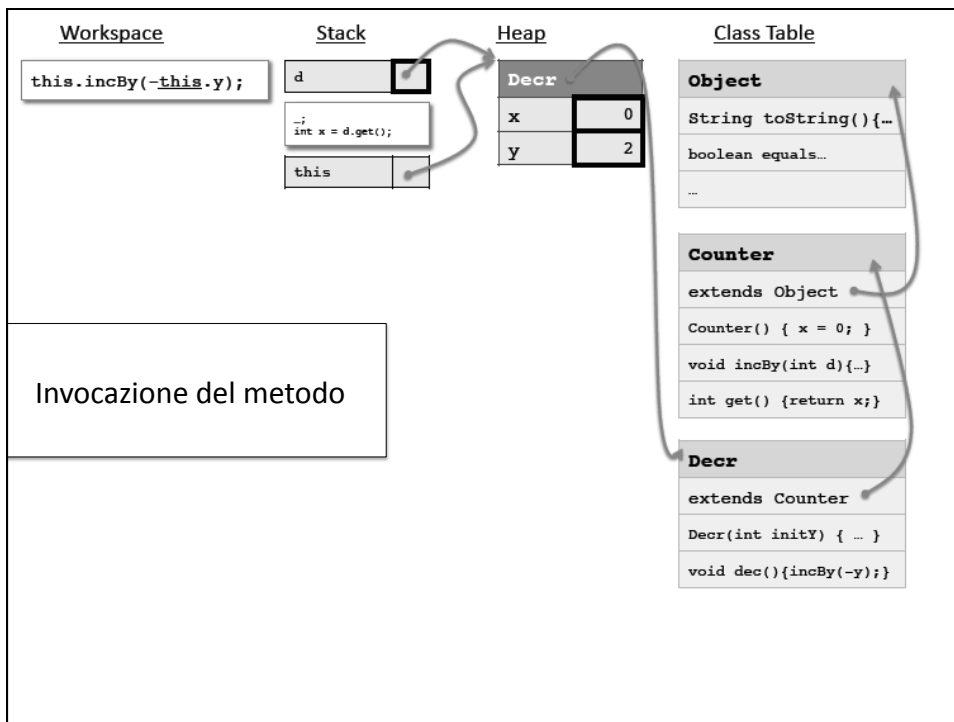 Workspace
Stack
Heap
Class Table
this.incBy(-this.y);
d
_;
int x = d.get();
this
Decr
x 0
y 2
Object
String toString(){…
boolean equals…
…
Counter
extends Object
Counter() { x = 0; }
void incBy(int d){…}
int get() {return x;}
Decr
extends Counter
Decr(int initY) { … }
void dec(){incBy(-y);}
Invocazione del metodo